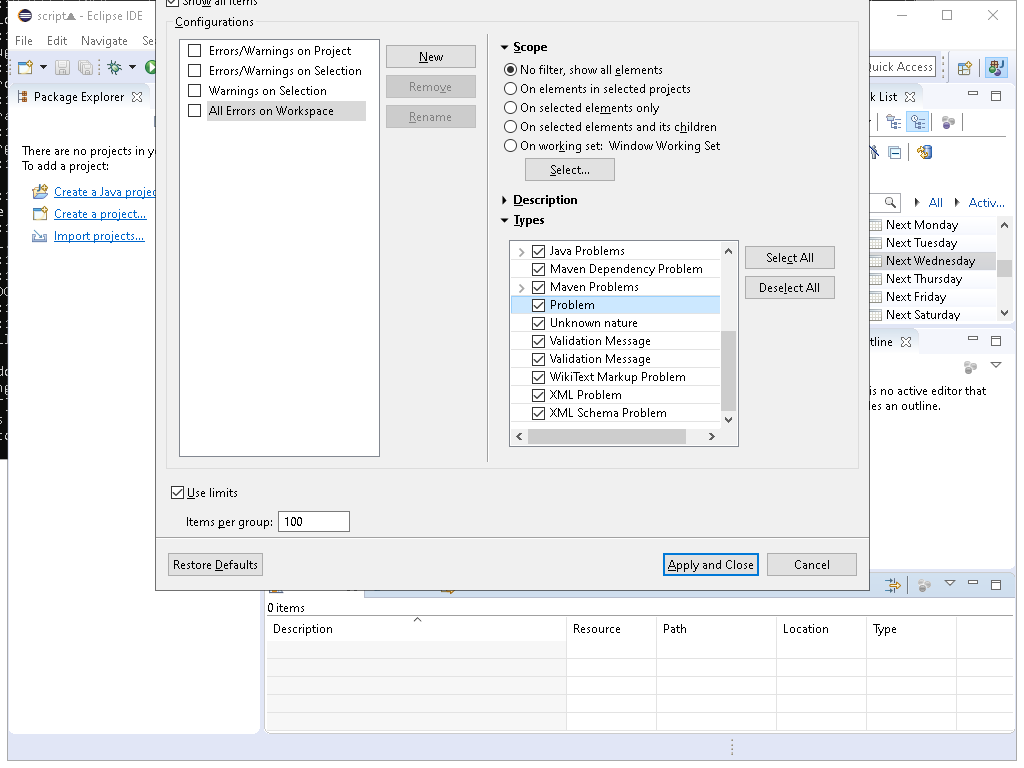 Show all items
script - Eclipse IDE
File Edit Navigate Se
Configurations
Errors/Warnings on Project
Errors/Warnings on Selection
Warnings on Selection
All Errors on Workspace
New
Remove
Rename
Scope
No filter, show all elements
On elements in selected projects
On selected elements only
On selected elements and its children
On working set: Window Working Set
Select...
Description
Types
Java Problems
Maven Dependency Problem
Maven Problems
Problem
Unknown nature
Validation Message
Validation Message
WikiText Markup Problem
XML Problem
XML Schema Problem
Select All
Deselect All
Use limits
Items per group: 100
Restore Defaults
Apply and Close
Cancel
Package Explorer
There are no projects in y
To add a project:
Create a Java projec
Create a project...
Import projects...
Quick Access
k List
All Activ...
Next Monday
Next Tuesday
Next Wednesday
Next Thursday
Next Friday
Next Saturday
tline
is no active editor that
des an outline.
0 items
Description Resource Path Location Type